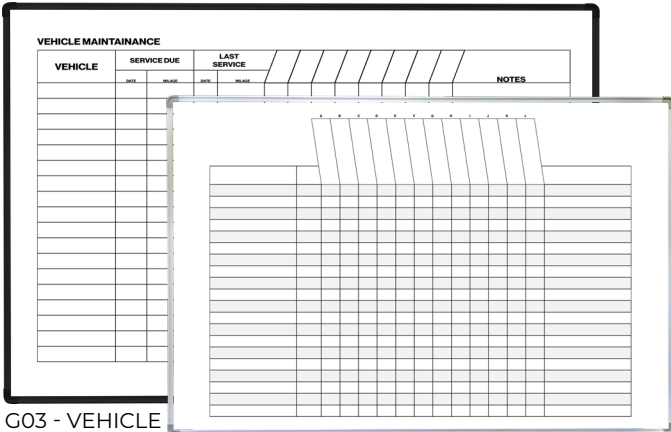 VEHICLE MAINTAINANCE
VEHICLE
SERVICE DUE
LAST
SERVICE
NOTES
DATE
MILAGE
DATE
MILAGE
A B C D E F G H I J K L
G03 - VEHICLE